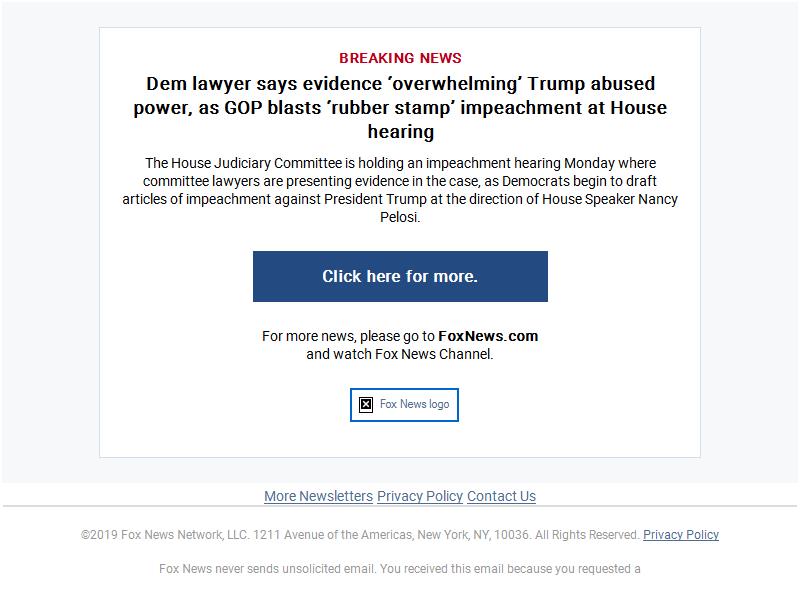 BREAKING NEWS
Dem lawyer says evidence ‘overwhelming’ Trump abused
power, as GOP blasts ‘rubber stamp’ impeachment at House
hearing
The House Judiciary Committee is holding an impeachment hearing Monday where
committee lawyers are presenting evidence in the case, as Democrats begin to draft
articles of impeachment against President Trump at the direction of House Speaker Nancy
Pelosi.
Click here for more.
For more news, please go to FoxNews.com
and watch Fox News Channel.
Fox News logo
More Newsletters Privacy Policy Contact Us
©2019 Fox News Network, LLC. 1211 Avenue of the Americas, New York, NY, 10036. All Rights Reserved. Privacy Policy
Fox News never sends unsolicited email. You received this email because you requested a